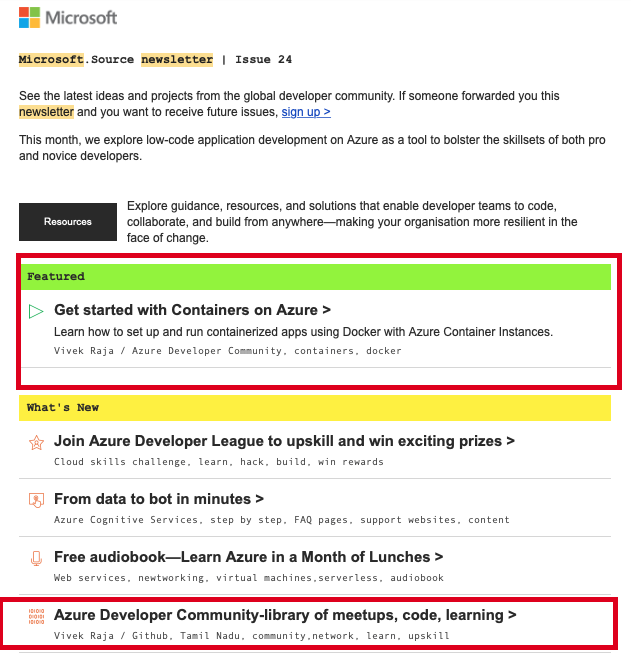 Microsoft
Microsoft.Source newsletter | Issue 24
See the latest ideas and projects from the global developer community. If someone forwarded you this
newsletter and you want to receive future issues, sign up >
This month, we explore low-code application development on Azure as a tool to bolster the skillsets of both pro
and novice developers.
Resources
Explore guidance, resources, and solutions that enable developer teams to code,
collaborate, and build from anywhere—making your organisation more resilient in the
face of change.
Featured
Get started with Containers on Azure >
Learn how to set up and run containerized apps using Docker with Azure Container Instances.
Vivek Raja / Azure Developer Community, containers, docker
What's New
Join Azure Developer League to upskill and win exciting prizes >
Cloud skills challenge, learn, hack, build, win rewards
From data to bot in minutes >
Azure Cognitive Services, step by step, FAQ pages, support websites, content
Free audiobook—Learn Azure in a Month of Lunches >
Web services, newtworking, virtual machines,serverless, audiobook
Azure Developer Community-library of meetups, code, learning >
Vivek Raja / Github, Tamil Nadu, community,network, learn, upskill